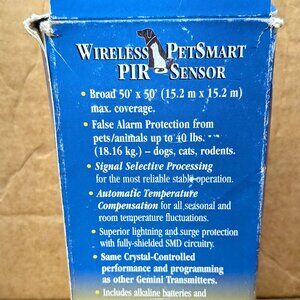 WIRELESS PETSMART
PIR SENSOR
• Broad 50' x 50' (15.2 m x 15.2 m)
max. coverage.
• False Alarm Protection from
pets/animals up to 40 lbs.
(18.16 kg.) – dogs, cats, rodents.
• Signal Selective Processing
for the most reliable stable operation.
• Automatic Temperature
Compensation for all seasonal and
room temperature fluctuations.
• Superior lightning and surge protection
with fully-shielded SMD circuitry.
• Same Crystal-Controlled
performance and programming
as other Gemini Transmitters.
• Includes alkaline batteries and